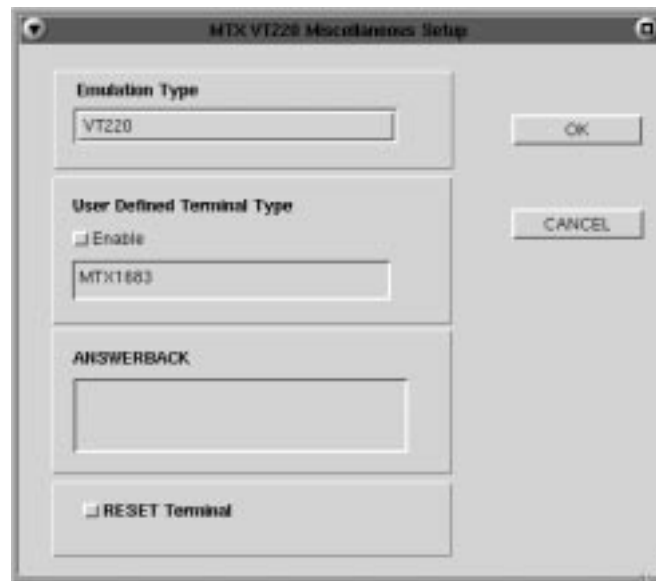 MTX VT220 Miscellaneous Setup
Emulation Type
VT220
OK
User Defined Terminal Type
Enable
CANCEL
MTX1683
ANSWERBACK
RESET Terminal